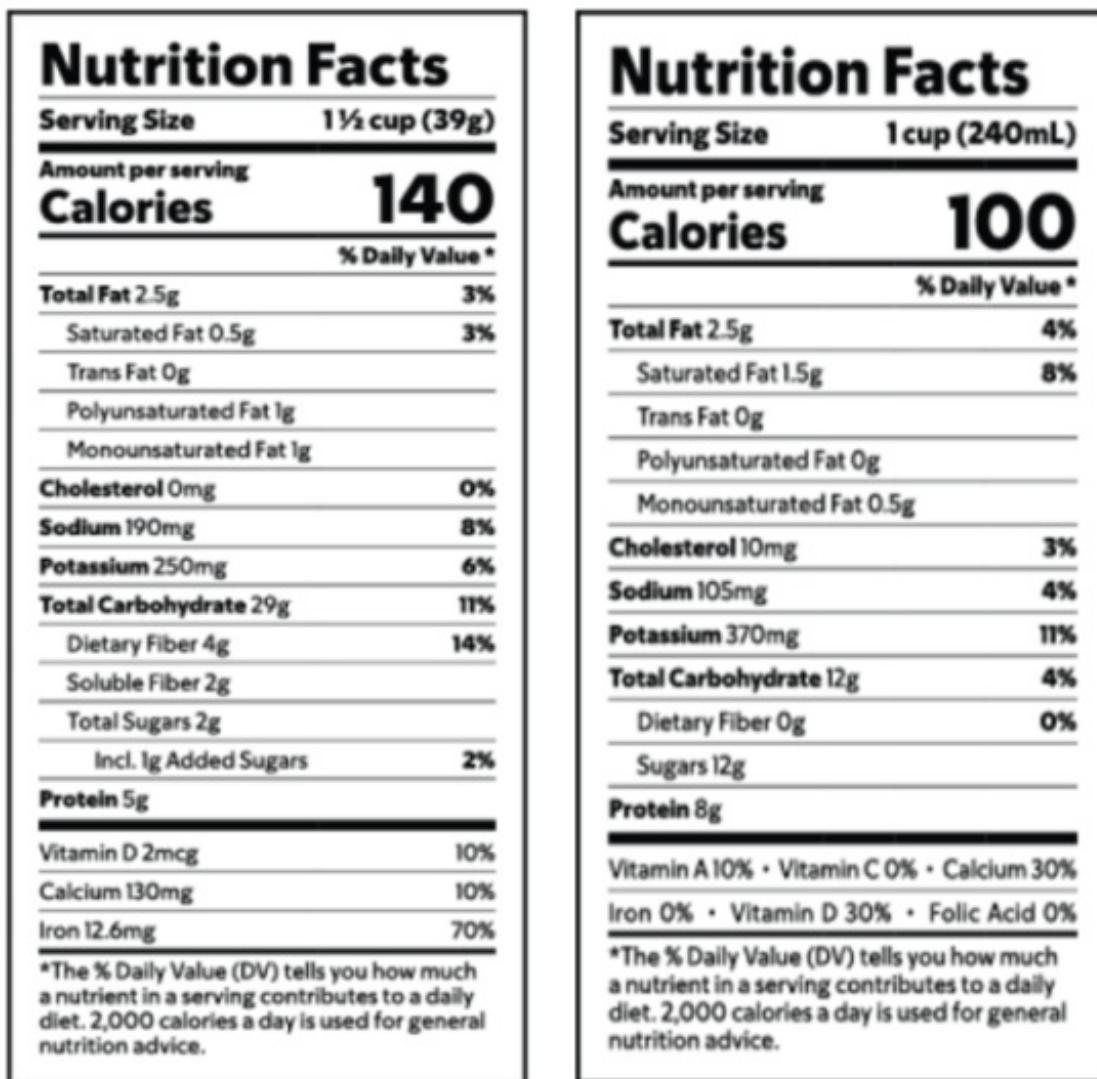 Nutrition Facts
Serving Size 1 ½ cup (39g)
Amount per serving
Calories 140
% Daily Value *
Total Fat 2.5g 3%
Saturated Fat 0.5g 3%
Trans Fat 0g
Polyunsaturated Fat 1g
Monounsaturated Fat 1g
Cholesterol 0mg 0%
Sodium 190mg 8%
Potassium 250mg 6%
Total Carbohydrate 29g 11%
Dietary Fiber 4g 14%
Soluble Fiber 2g
Total Sugars 2g
Incl. 1g Added Sugars 2%
Protein 5g
Vitamin D 2mcg 10%
Calcium 130mg 10%
Iron 12.6mg 70%
*The % Daily Value (DV) tells you how much
a nutrient in a serving contributes to a daily
diet. 2,000 calories a day is used for general
nutrition advice.
Nutrition Facts
Serving Size 1 cup (240mL)
Amount per serving
Calories 100
% Daily Value *
Total Fat 2.5g 4%
Saturated Fat 1.5g 8%
Trans Fat 0g
Polyunsaturated Fat 0g
Monounsaturated Fat 0.5g
Cholesterol 10mg 3%
Sodium 105mg 4%
Potassium 370mg 11%
Total Carbohydrate 12g 4%
Dietary Fiber 0g 0%
Sugars 12g
Protein 8g
Vitamin A 10% • Vitamin C 0% • Calcium 30%
Iron 0% • Vitamin D 30% • Folic Acid 0%
*The % Daily Value (DV) tells you how much
a nutrient in a serving contributes to a daily
diet. 2,000 calories a day is used for general
nutrition advice.